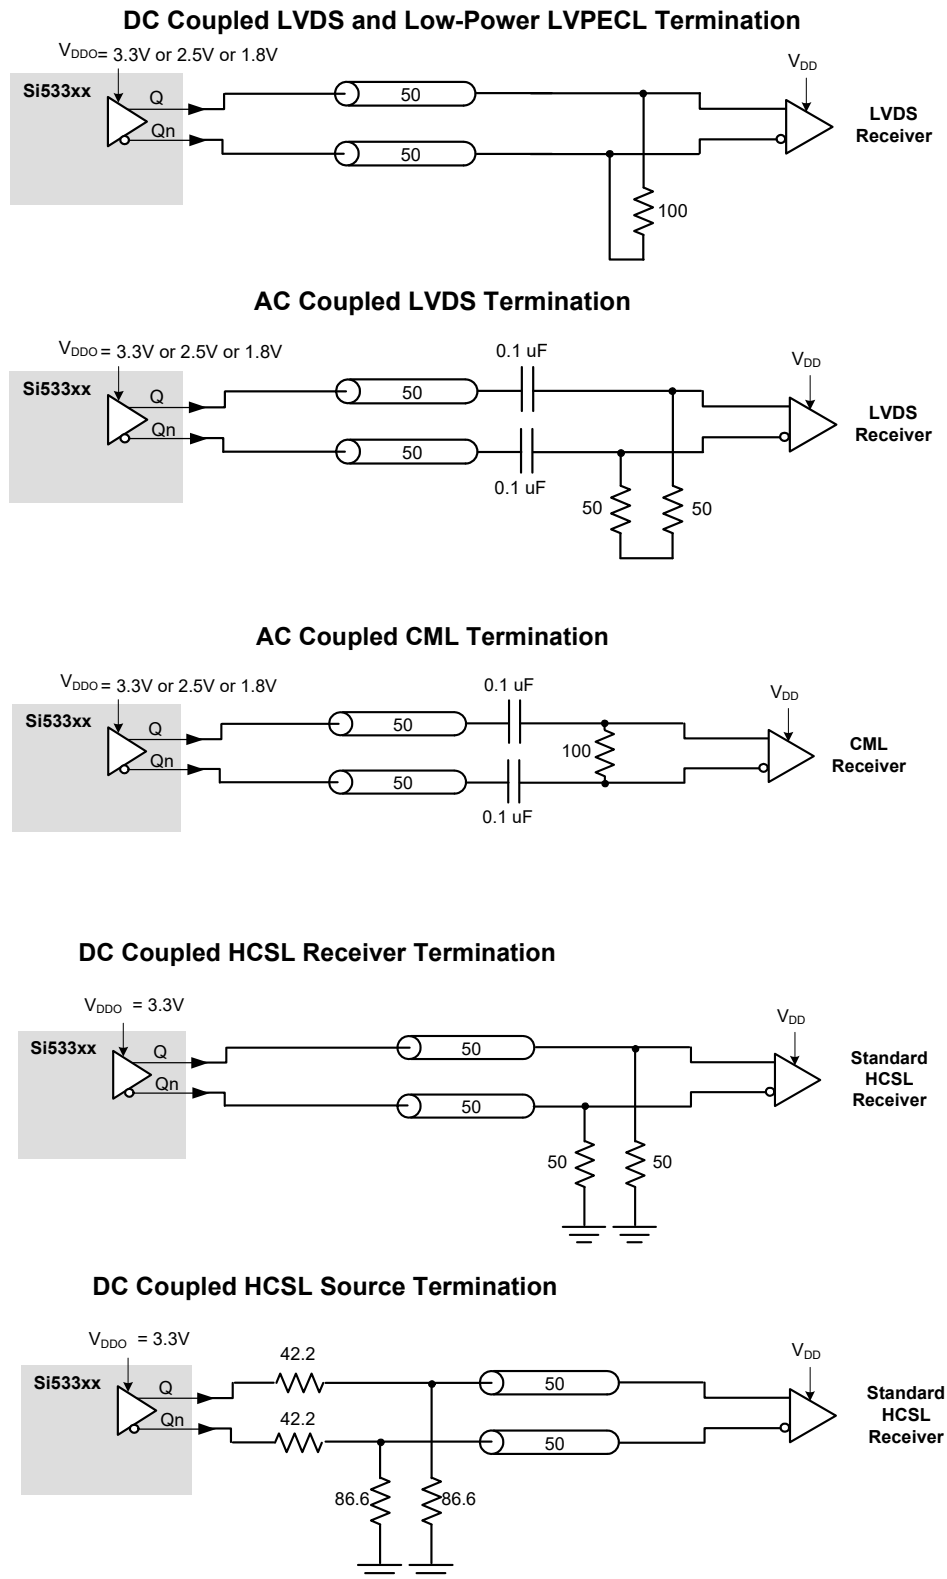 DC Coupled LVDS and Low-Power LVPECL Termination
VDDO= 3.3V or 2.5V or 1.8V
Si533xx
Q
Qn
50
50
100
VDD
LVDS
Receiver
AC Coupled LVDS Termination
VDDO = 3.3V or 2.5V or 1.8V
Si533xx
Q
Qn
50
50
0.1 uF
0.1 uF
50
50
VDD
LVDS
Receiver
AC Coupled CML Termination
VDDO = 3.3V or 2.5V or 1.8V
Si533xx
Q
Qn
50
50
0.1 uF
0.1 uF
100
VDD
CML
Receiver
DC Coupled HCSL Receiver Termination
VDDO = 3.3V
Si533xx
Q
Qn
50
50
50
50
VDD
Standard
HCSL
Receiver
DC Coupled HCSL Source Termination
VDDO = 3.3V
Si533xx
Q
Qn
42.2
42.2
86.6
86.6
50
50
VDD
Standard
HCSL
Receiver